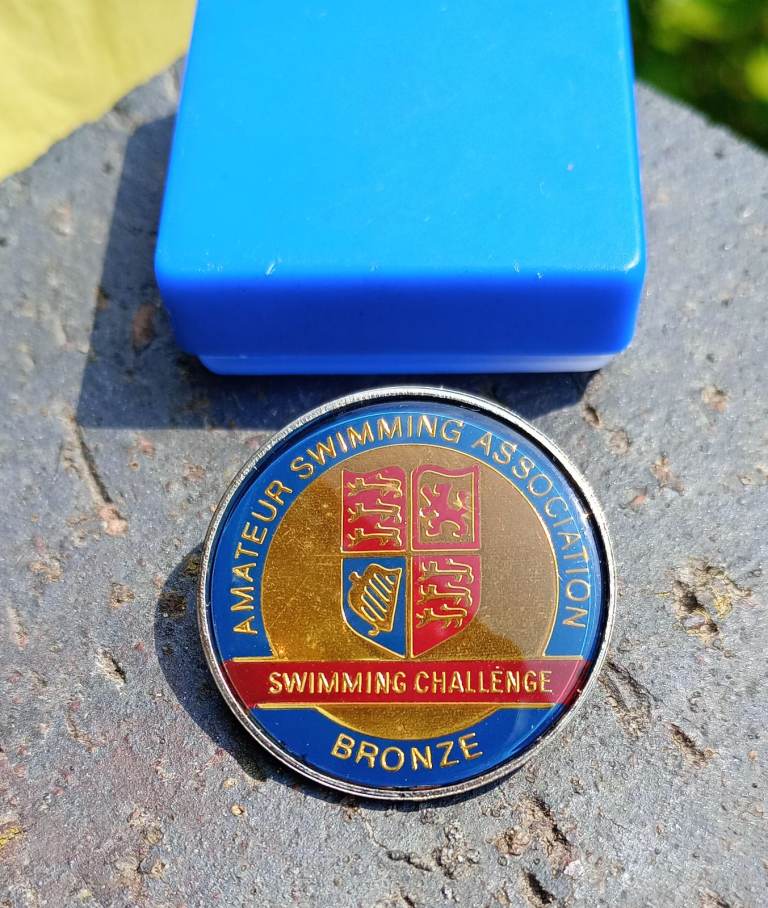 AMATEUR SWIMMING ASSOCIATION
SWIMMING CHALLENGE
BRONZE